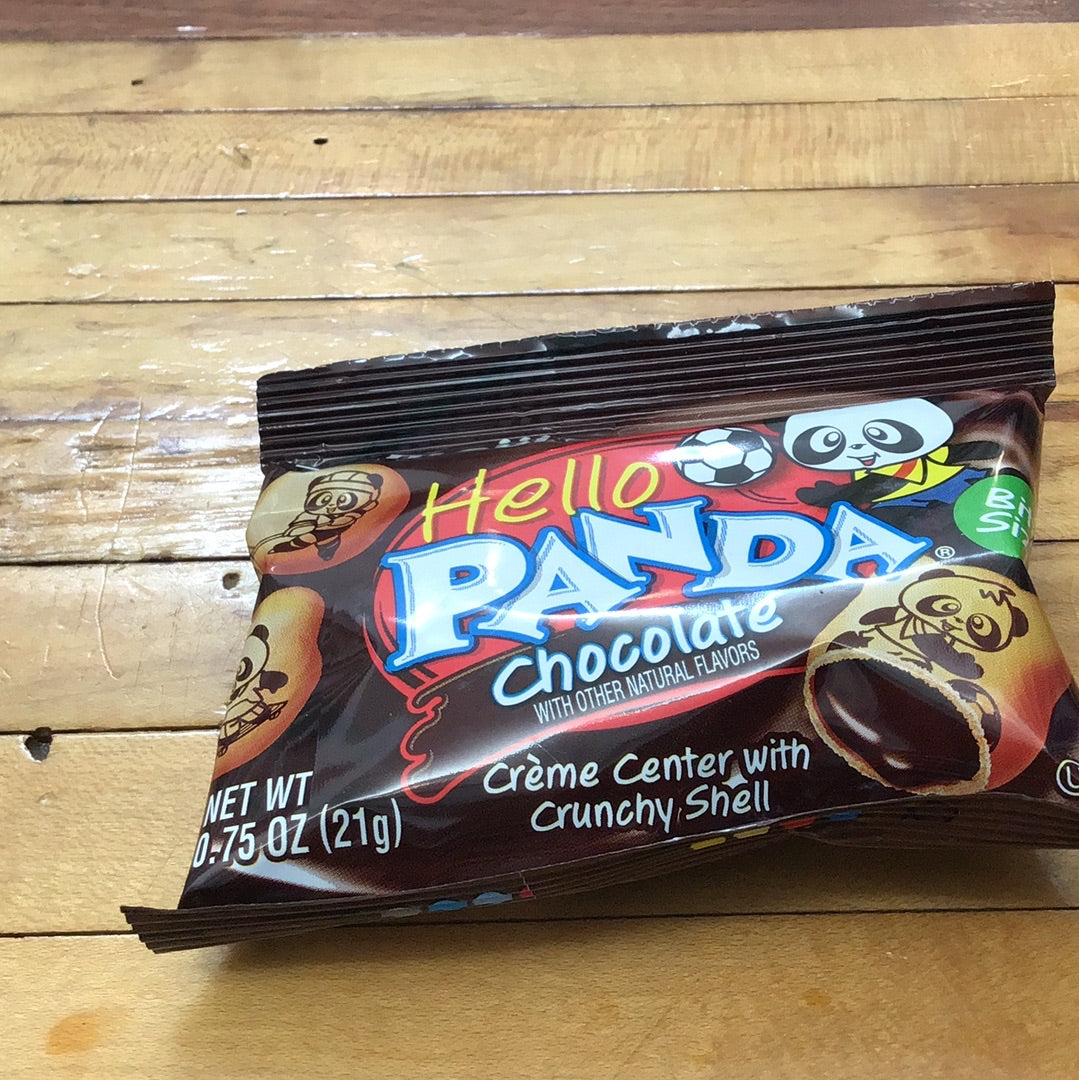 Hello
PANDA®
Chocolate
WITH OTHER NATURAL FLAVORS
Crème Center with
Crunchy Shell
NET WT
0.75 OZ (21g)